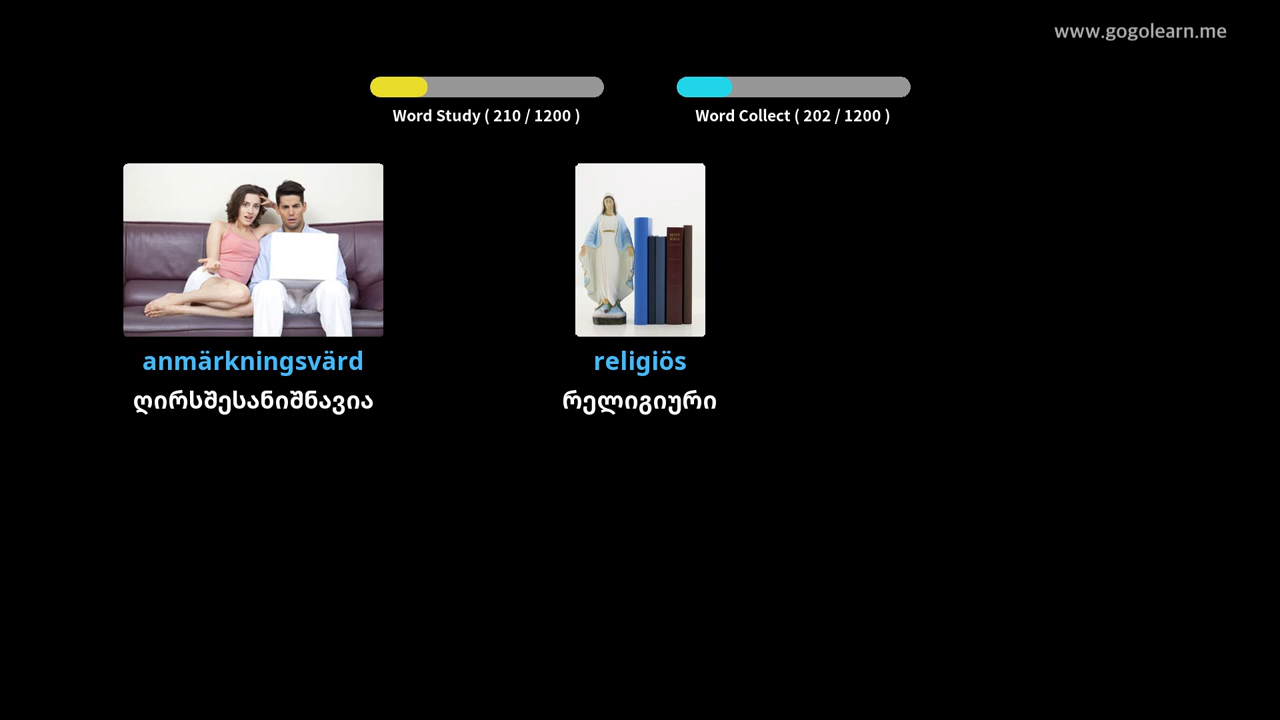 www.gogolearn.me
Word Study ( 210 / 1200 )
Word Collect ( 202 / 1200 )
anmärkningsvärd
ღირსშესანიშნავია
religiös
რელიგიური